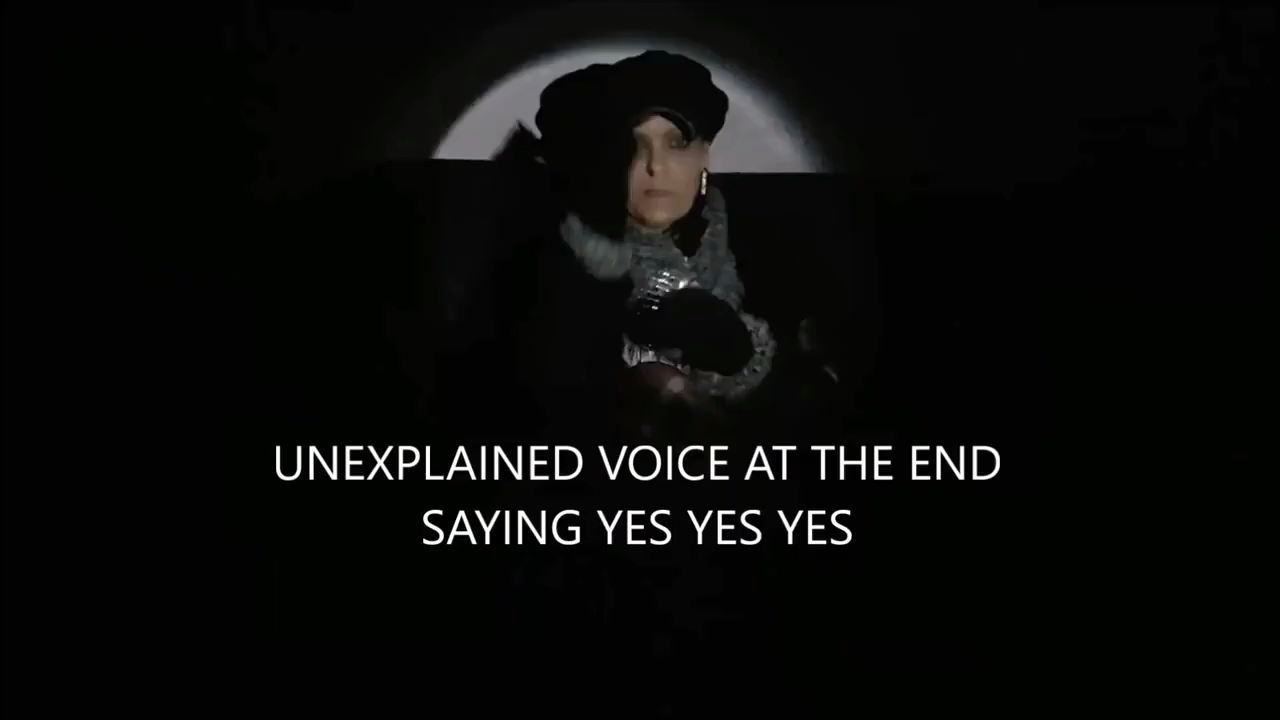 UNEXPLAINED VOICE AT THE END
SAYING YES YES YES